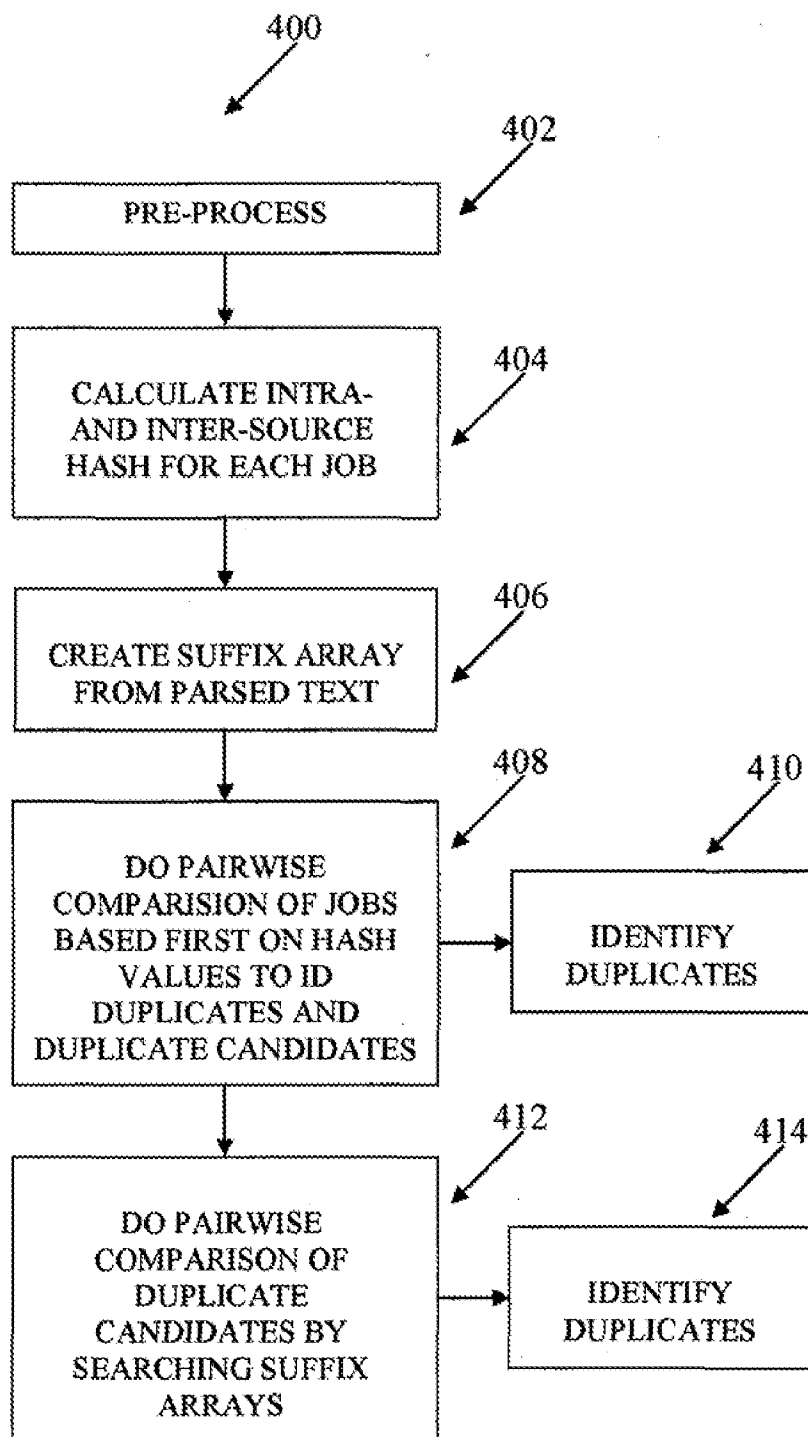 400
402
PRE-PROCESS
404
CALCULATE INTRA-
AND INTER-SOURCE
HASH FOR EACH JOB
406
CREATE SUFFIX ARRAY
FROM PARSED TEXT
408
410
DO PAIRWISE
COMPARISION OF JOBS
BASED FIRST ON HASH
VALUES TO ID
DUPLICATES AND
DUPLICATE CANDIDATES
IDENTIFY
DUPLICATES
412
414
DO PAIRWISE
COMPARISON OF
DUPLICATE
CANDIDATES BY
SEARCHING SUFFIX
ARRAYS
IDENTIFY
DUPLICATES